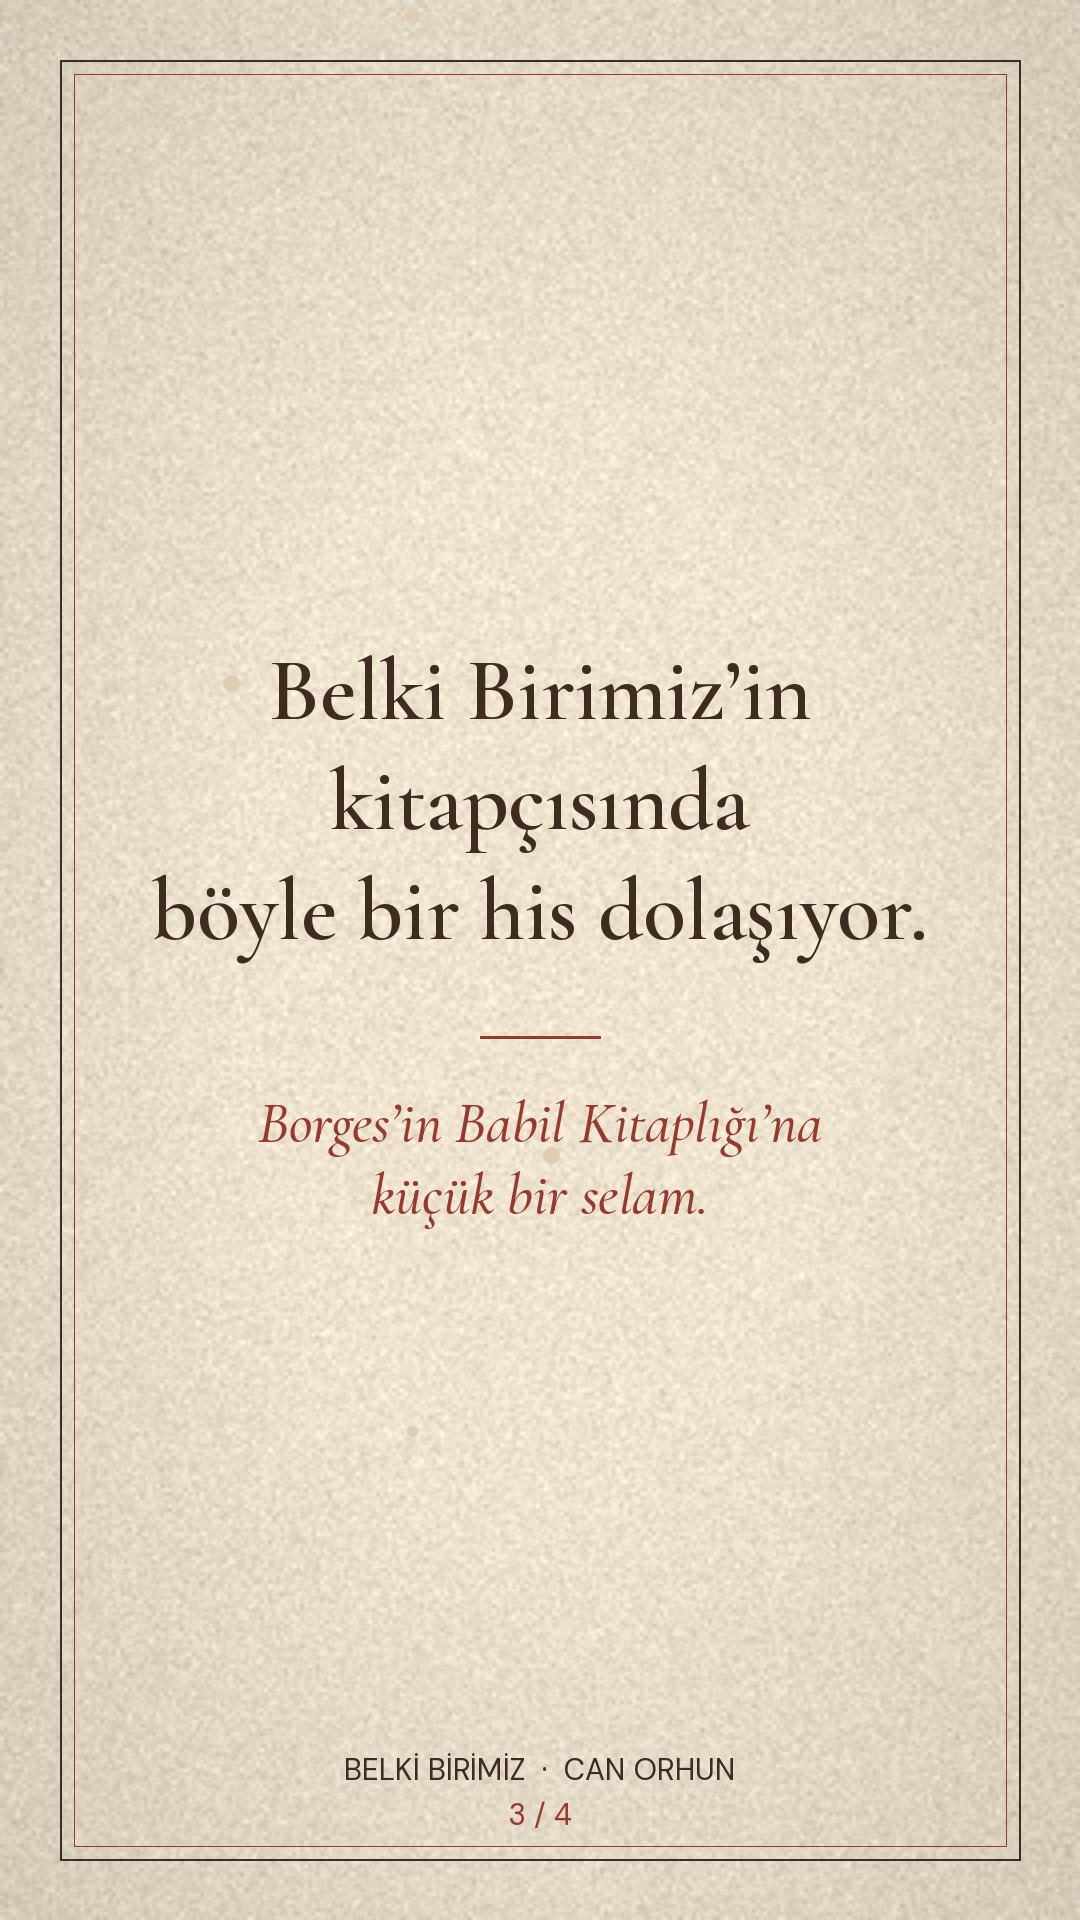 Belki Birimiz’in
kitapçısında
böyle bir his dolaşıyor.
Borges’in Babil Kitaplığı’na
küçük bir selam.
BELKİ BİRİMİZ · CAN ORHUN
3 / 4